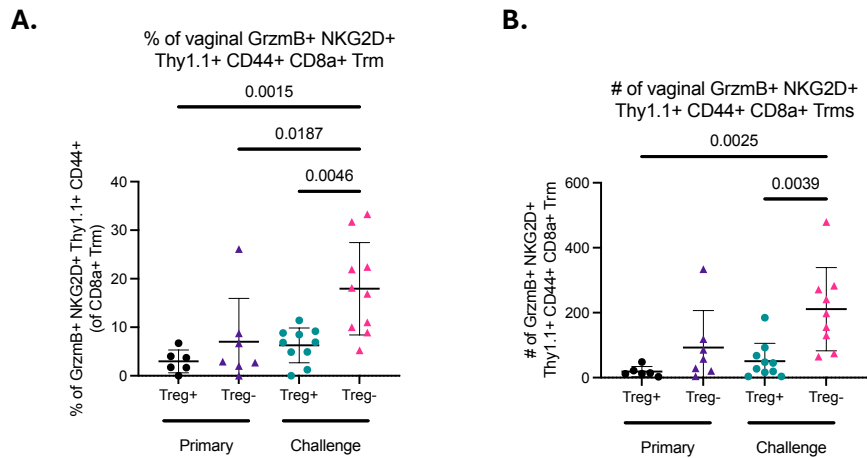 A.
% of vaginal GrzmB+ NKG2D+
Thy1.1+ CD44+ CD8a+ Trm
0.0015
0.0187
0.0046
% of GrzmB+ NKG2D+ Thy1.1+ CD44+
(of CD8a+ Trm)
40
30
20
10
0
Treg+ Treg- Treg+ Treg-
Primary Challenge
B.
# of vaginal GrzmB+ NKG2D+
Thy1.1+ CD44+ CD8a+ Trms
0.0025
0.0039
# of GrzmB+ NKG2D+
Thy1.1+ CD44+ CD8a+ Trm
600
400
200
0
Treg+ Treg- Treg+ Treg-
Primary Challenge